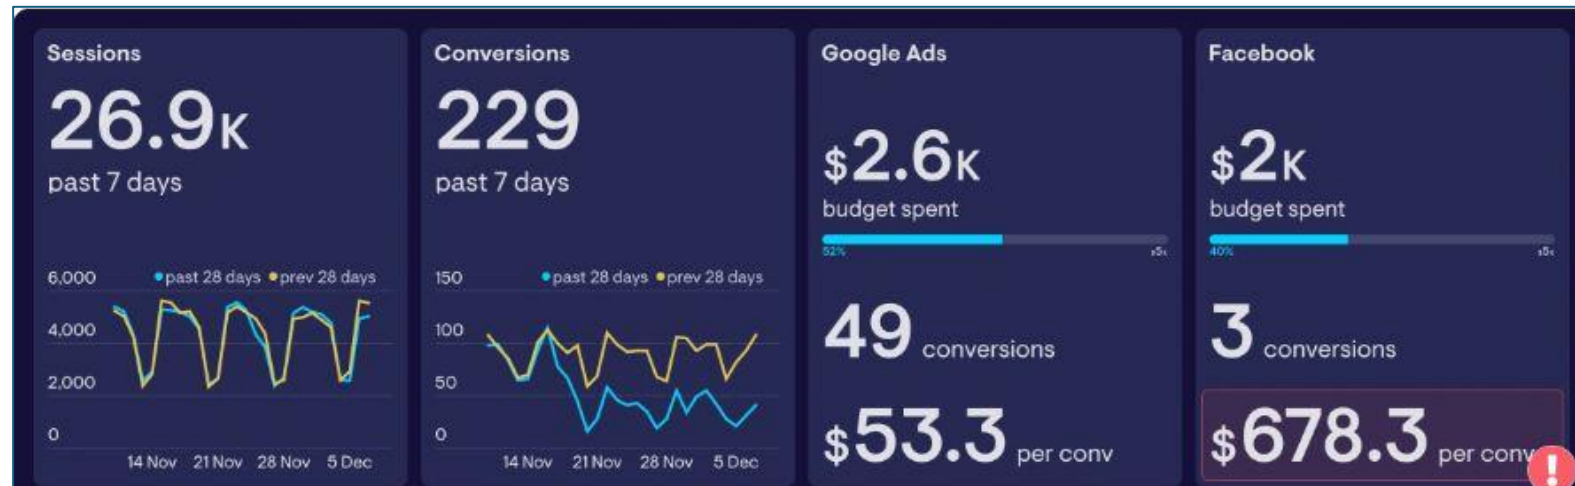 Sessions
26.9K
past 7 days
6,000
past 28 days prev 28 days
4,000
2,000
0
14 Nov 21 Nov 28 Nov 5 Dec
Conversions
229
past 7 days
150
past 28 days prev 28 days
100
50
0
14 Nov 21 Nov 28 Nov 5 Dec
Google Ads
$2.6K
budget spent
52% $5K
49 conversions
$53.3 per conv
Facebook
$2K
budget spent
40% $5K
3 conversions
$678.3 per conv
!